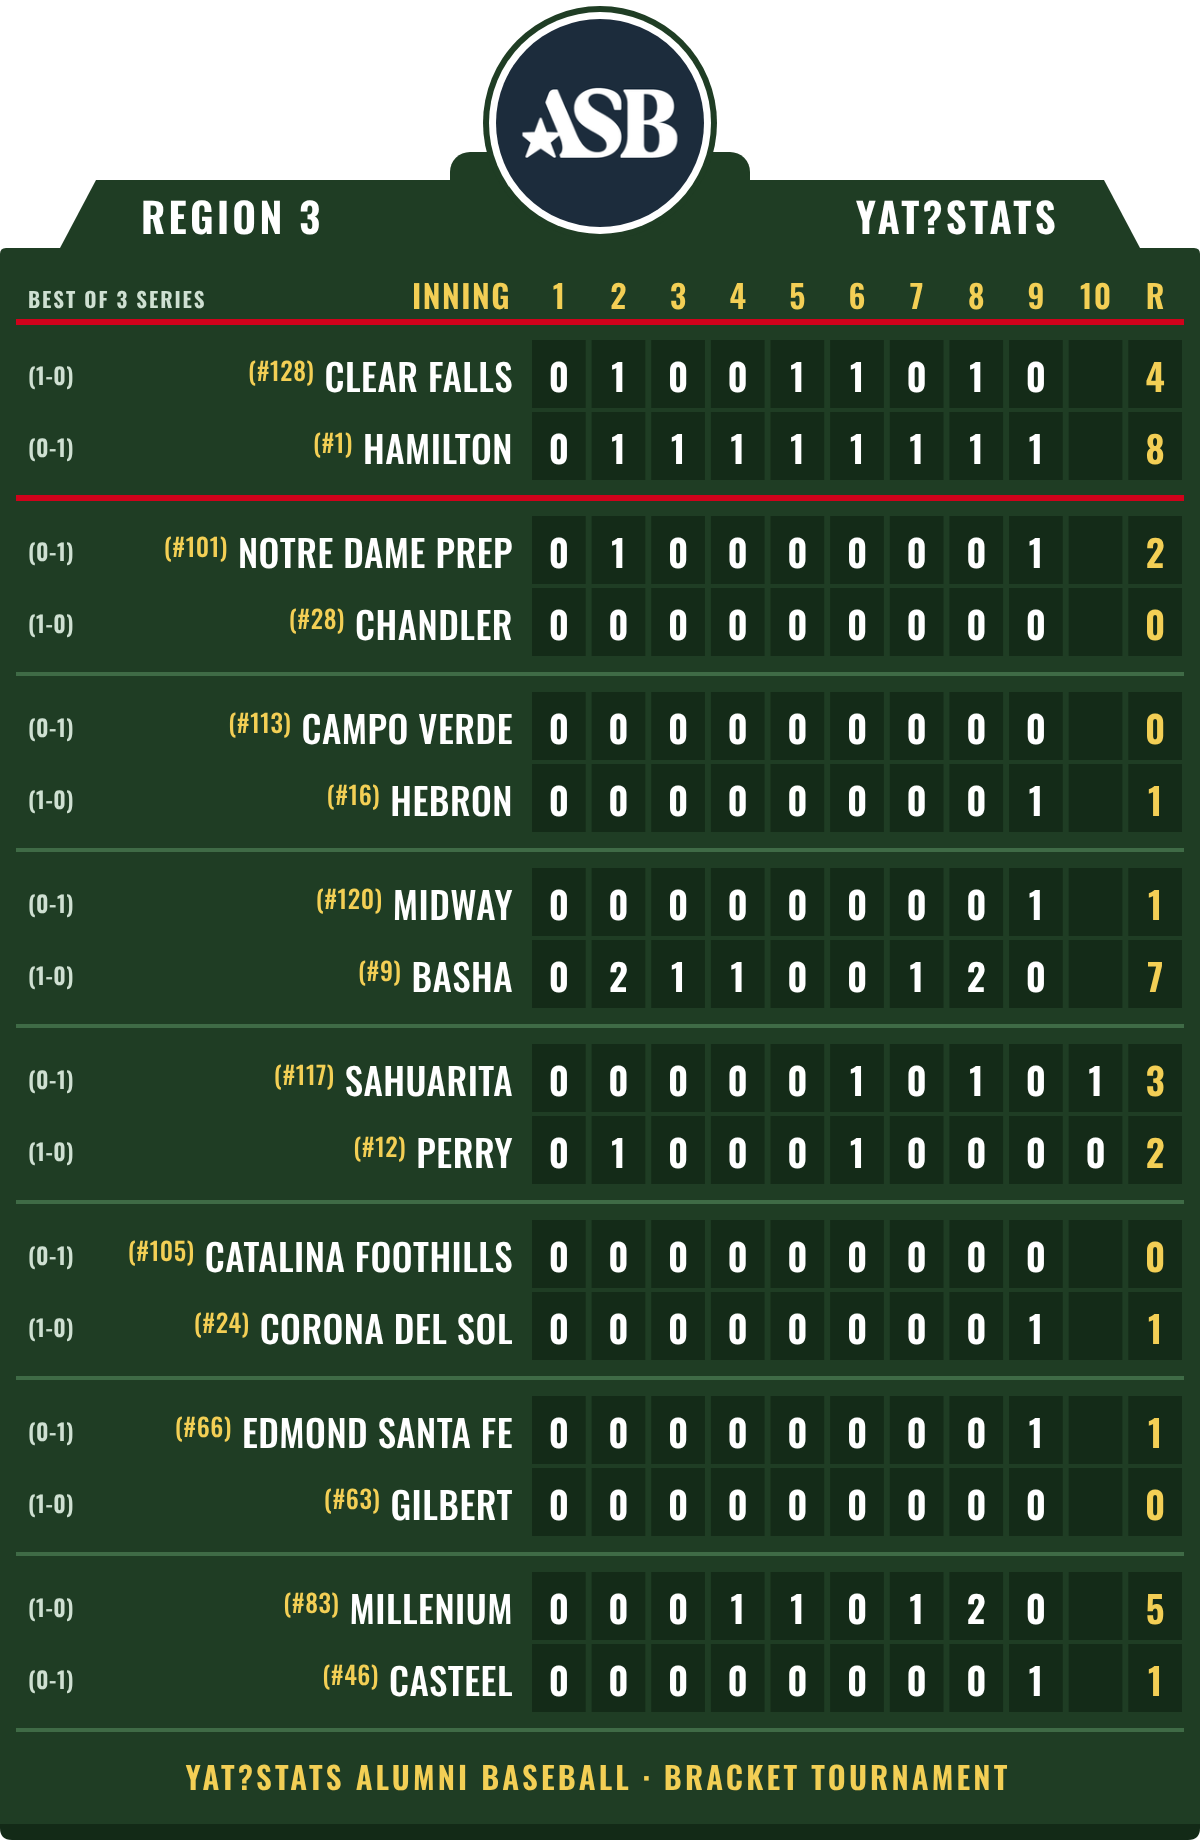 ASB
REGION 3 YAT?STATS
BEST OF 3 SERIES INNING 1 2 3 4 5 6 7 8 9 10 R
(1-0) (#128) CLEAR FALLS 0 1 0 0 1 1 0 1 0 4
(0-1) (#1) HAMILTON 0 1 1 1 1 1 1 1 1 8
(0-1) (#101) NOTRE DAME PREP 0 1 0 0 0 0 0 0 1 2
(1-0) (#28) CHANDLER 0 0 0 0 0 0 0 0 0 0
(0-1) (#113) CAMPO VERDE 0 0 0 0 0 0 0 0 0 0
(1-0) (#16) HEBRON 0 0 0 0 0 0 0 0 1 1
(0-1) (#120) MIDWAY 0 0 0 0 0 0 0 0 1 1
(1-0) (#9) BASHA 0 2 1 1 0 0 1 2 0 7
(0-1) (#117) SAHUARITA 0 0 0 0 0 1 0 1 0 1 3
(1-0) (#12) PERRY 0 1 0 0 0 1 0 0 0 0 2
(0-1) (#105) CATALINA FOOTHILLS 0 0 0 0 0 0 0 0 0 0
(1-0) (#24) CORONA DEL SOL 0 0 0 0 0 0 0 0 1 1
(0-1) (#66) EDMOND SANTA FE 0 0 0 0 0 0 0 0 1 1
(1-0) (#63) GILBERT 0 0 0 0 0 0 0 0 0 0
(1-0) (#83) MILLENIUM 0 0 0 1 1 0 1 2 0 5
(0-1) (#46) CASTEEL 0 0 0 0 0 0 0 0 1 1
YAT?STATS ALUMNI BASEBALL · BRACKET TOURNAMENT